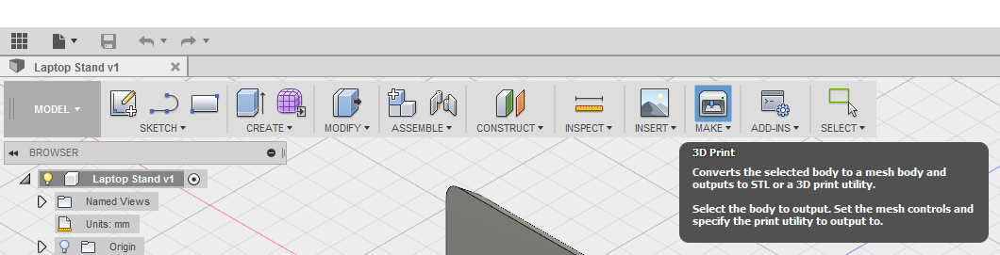 Laptop Stand v1
MODEL
SKETCH
CREATE
MODIFY
ASSEMBLE
CONSTRUCT
INSPECT
INSERT
MAKE
ADD-INS
SELECT
BROWSER
3D Print
Converts the selected body to a mesh body and
outputs to STL or a 3D print utility.
Select the body to output. Set the mesh controls and
specify the print utility to output to.
Laptop Stand v1
Named Views
Units: mm
Origin